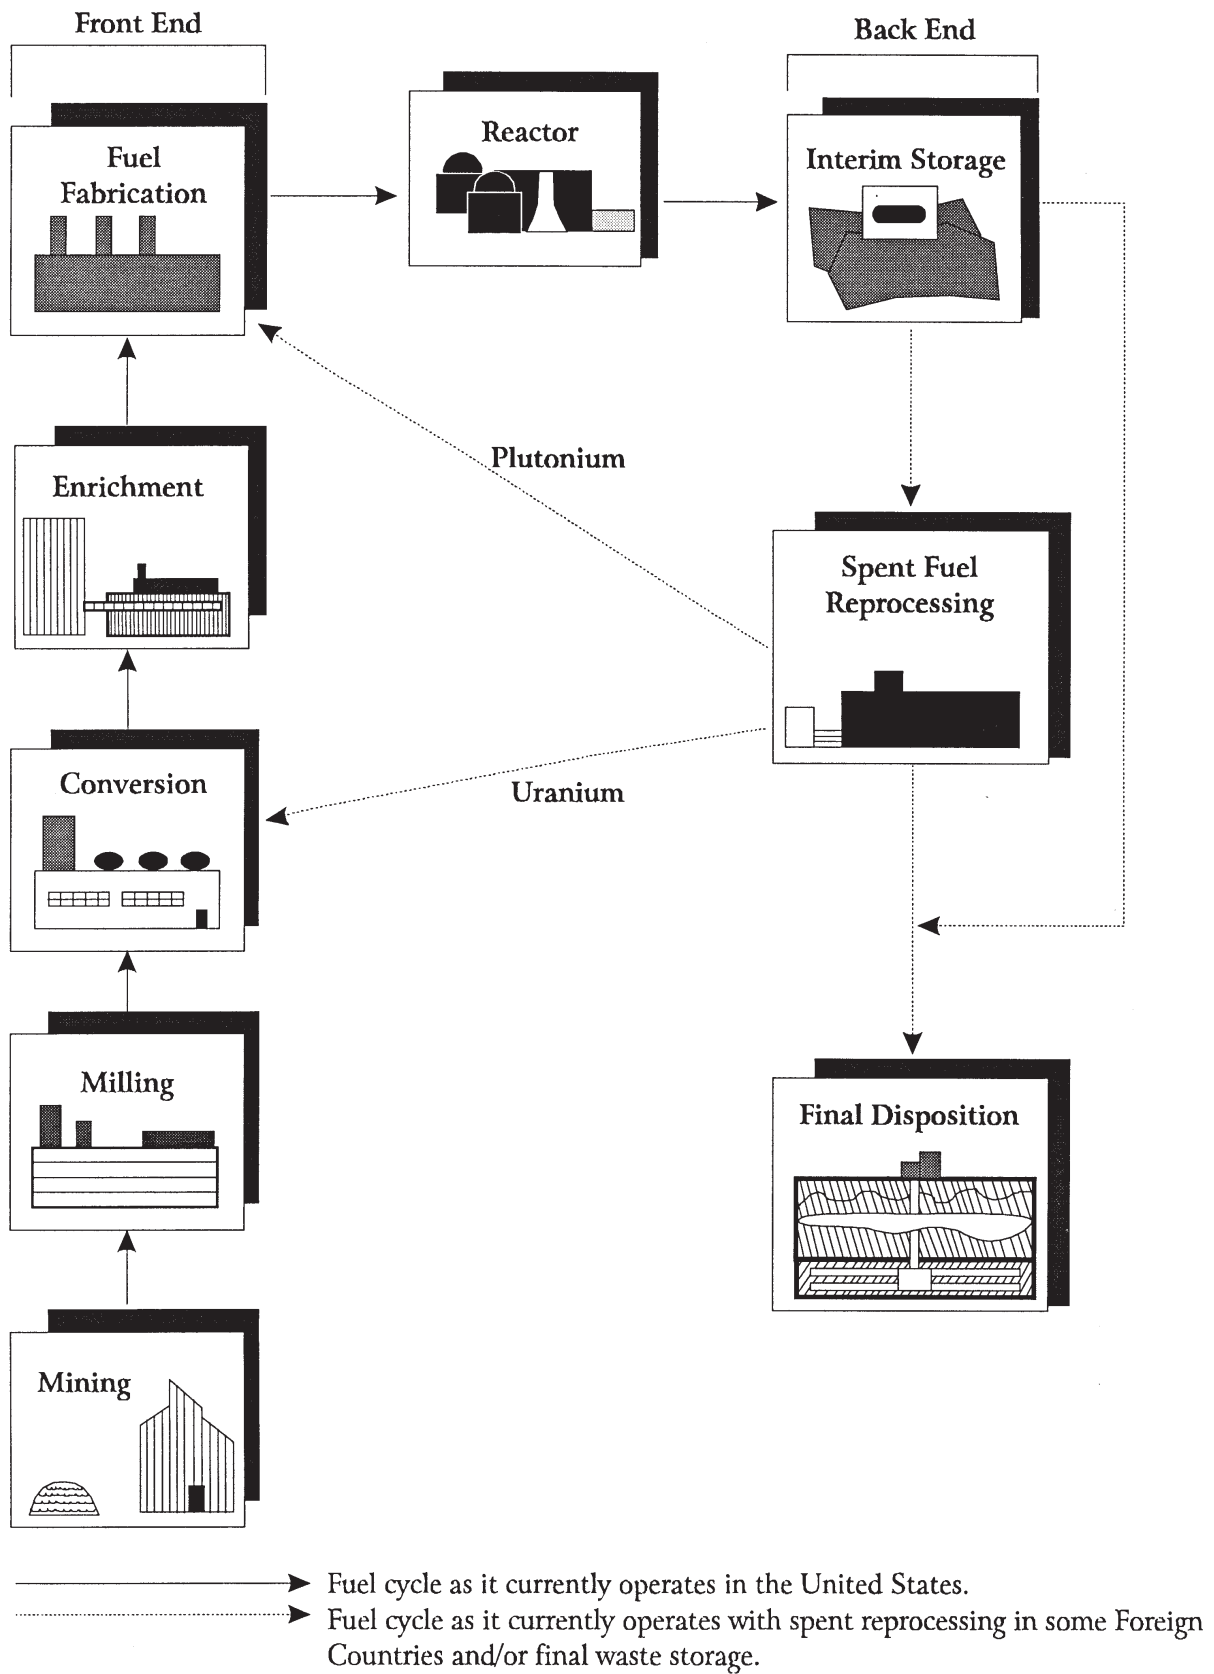 Front End
Back End
Fuel
Fabrication
Reactor
Interim Storage
Plutonium
Enrichment
Spent Fuel
Reprocessing
Conversion
Uranium
Milling
Final Disposition
Mining
Fuel cycle as it currently operates in the United States.
Fuel cycle as it currently operates with spent reprocessing in some Foreign
Countries and/or final waste storage.